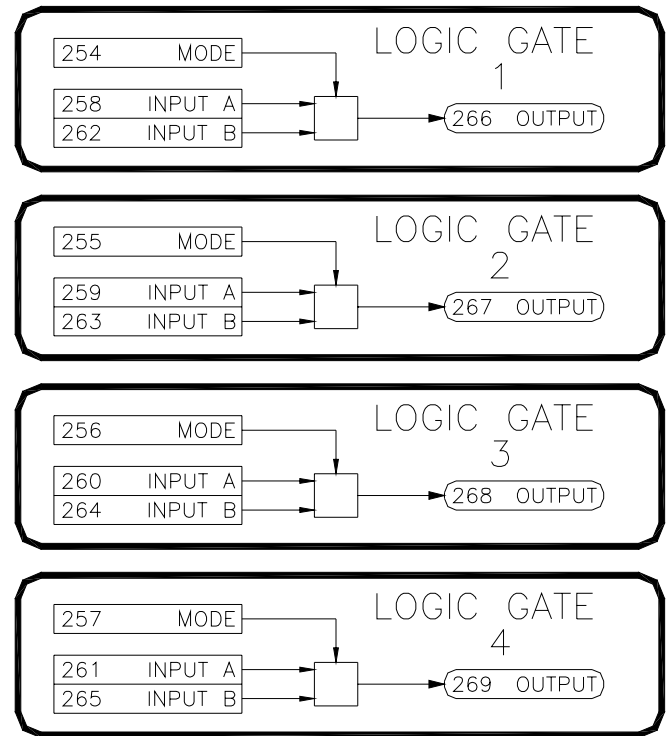 254 MODE
LOGIC GATE
1
258 INPUT A
262 INPUT B
266 OUTPUT
255 MODE
LOGIC GATE
2
259 INPUT A
263 INPUT B
267 OUTPUT
256 MODE
LOGIC GATE
3
260 INPUT A
264 INPUT B
268 OUTPUT
257 MODE
LOGIC GATE
4
261 INPUT A
265 INPUT B
269 OUTPUT